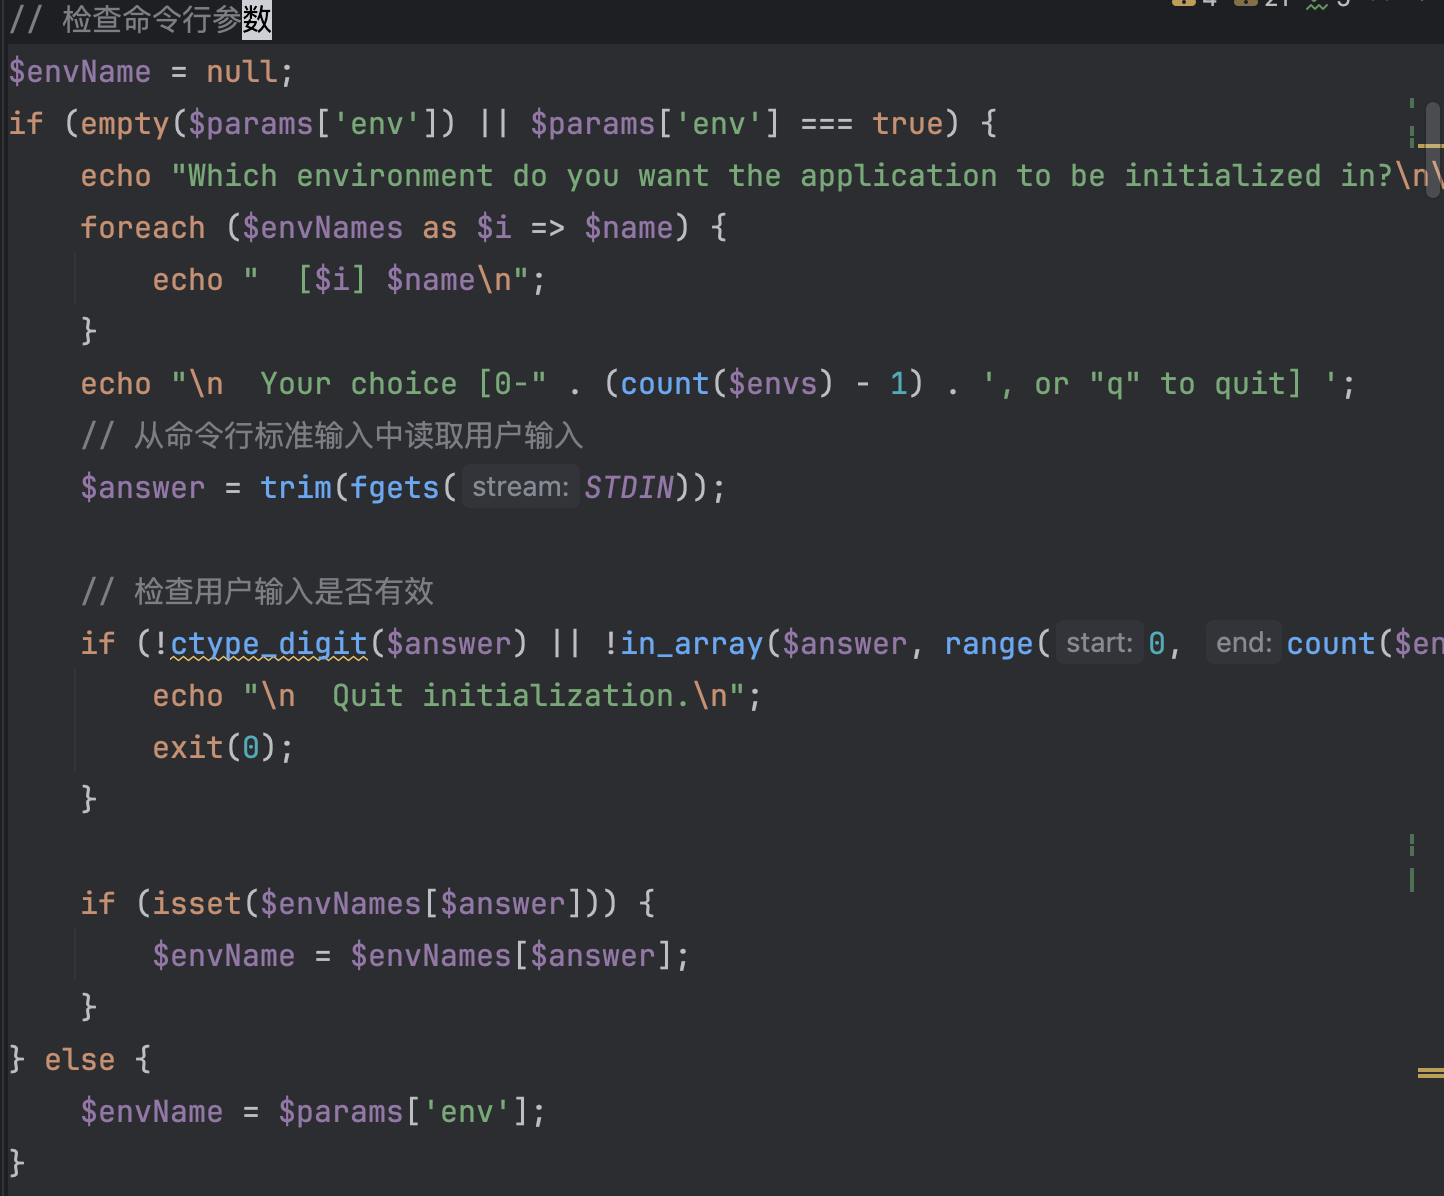 // 检查命令行参数
$envName = null;
if (empty($params['env']) || $params['env'] === true) {
    echo "Which environment do you want the application to be initialized in?\n\
    foreach ($envNames as $i => $name) {
        echo "  [$i] $name\n";
    }
    echo "\n  Your choice [0-" . (count($envs) - 1) . ', or "q" to quit] ';
    // 从命令行标准输入中读取用户输入
    $answer = trim(fgets( stream: STDIN));
    // 检查用户输入是否有效
    if (!ctype_digit($answer) || !in_array($answer, range( start: 0, end: count($en
        echo "\n  Quit initialization.\n";
        exit(0);
    }
    if (isset($envNames[$answer])) {
        $envName = $envNames[$answer];
    }
} else {
    $envName = $params['env'];
}